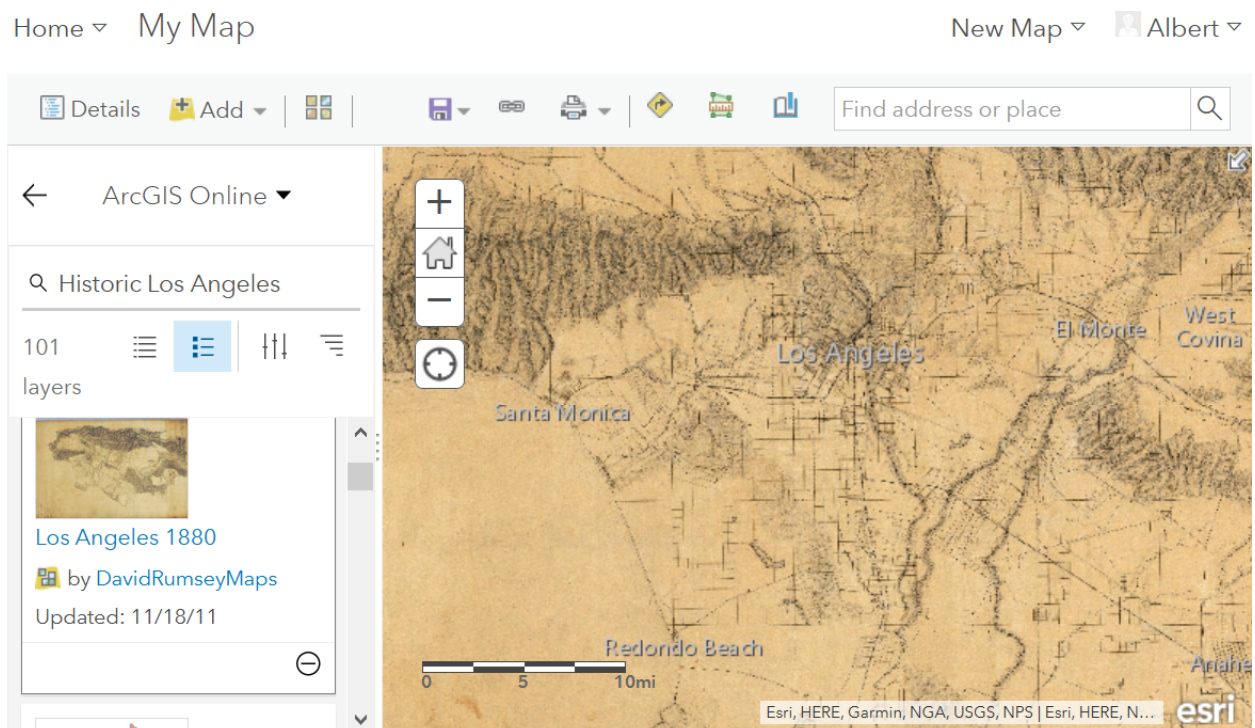 Home My Map New Map Albert
Details Add Find address or place
ArcGIS Online
Historic Los Angeles
101
layers
Los Angeles 1880
by DavidRumseyMaps
Updated: 11/18/11
El Monte
West
Covina
Los Angeles
Santa Monica
Redondo Beach
Anahe
0 5 10mi
Esri, HERE, Garmin, NGA, USGS, NPS | Esri, HERE, N...
esri